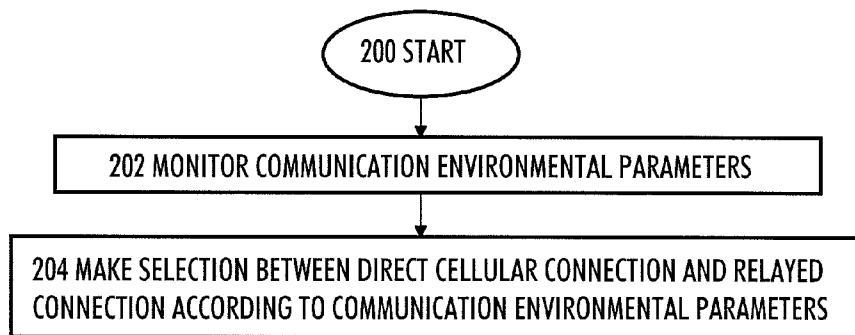 200 START
202 MONITOR COMMUNICATION ENVIRONMENTAL PARAMETERS
204 MAKE SELECTION BETWEEN DIRECT CELLULAR CONNECTION AND RELAYED
CONNECTION ACCORDING TO COMMUNICATION ENVIRONMENTAL PARAMETERS